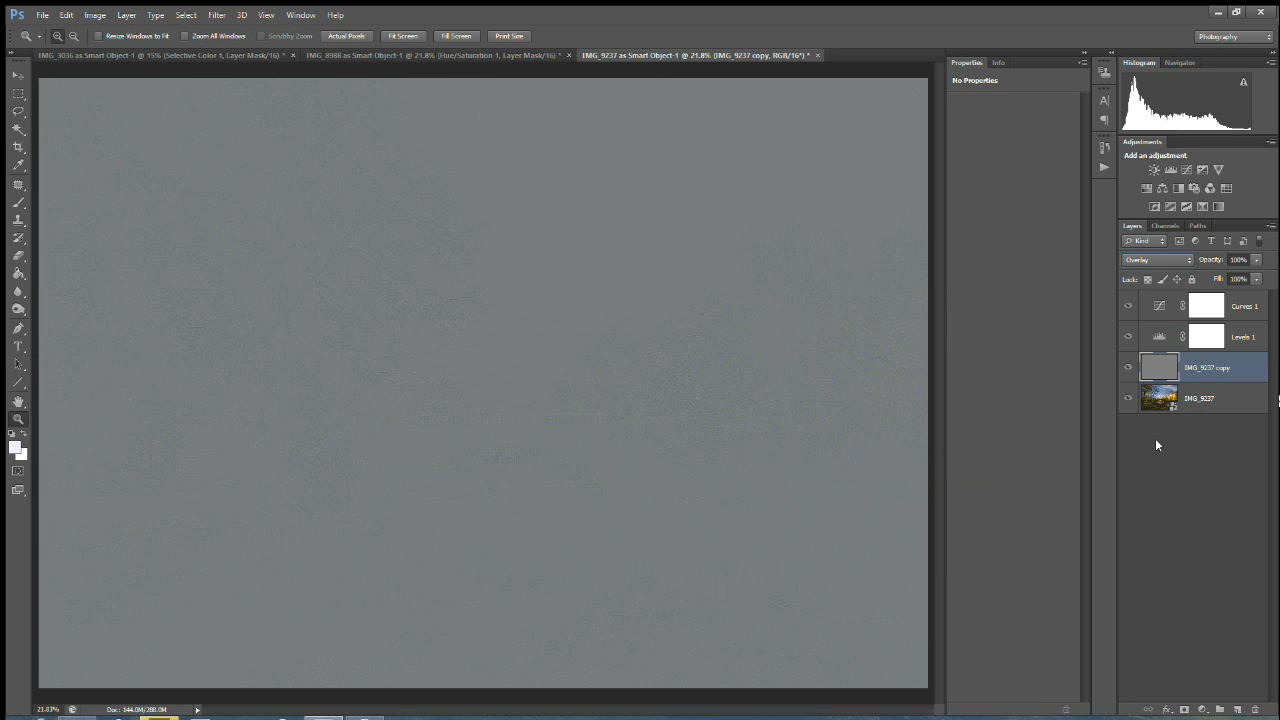 Ps File Edit Image Layer Type Select Filter 3D View Window Help
Resize Windows to Fit Zoom All Windows Scrubby Zoom Actual Pixels Fit Screen Fill Screen Print Size Photography
IMG_3036 as Smart Object-1 @ 15% (Selective Color 1, Layer Mask/16) * × IMG_8988 as Smart Object-1 @ 21.8% (Hue/Saturation 1, Layer Mask/16) * × IMG_9237 as Smart Object-1 @ 21.8% (IMG_9237 copy, RGB/16*) * ×
Properties Info
No Properties
Histogram Navigator
Adjustments
Add an adjustment
Layers Channels Paths
Kind
Overlay Opacity: 100%
Lock: Fill: 100%
Curves 1
Levels 1
IMG_9237 copy
IMG_9237
21.83% Doc: 144.0M/288.0M